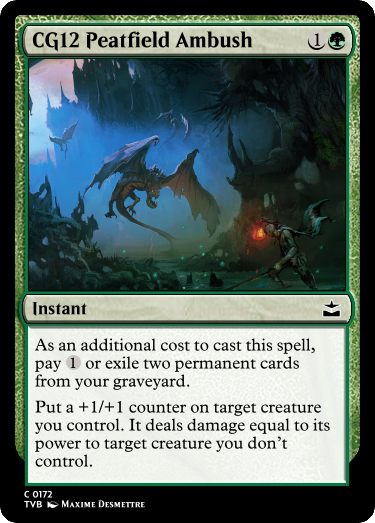 CG12 Peatfield Ambush 1
Instant
As an additional cost to cast this spell,
pay 1 or exile two permanent cards
from your graveyard.
Put a +1/+1 counter on target creature
you control. It deals damage equal to its
power to target creature you don't
control.
C 0172
TVB Maxime Desmettre